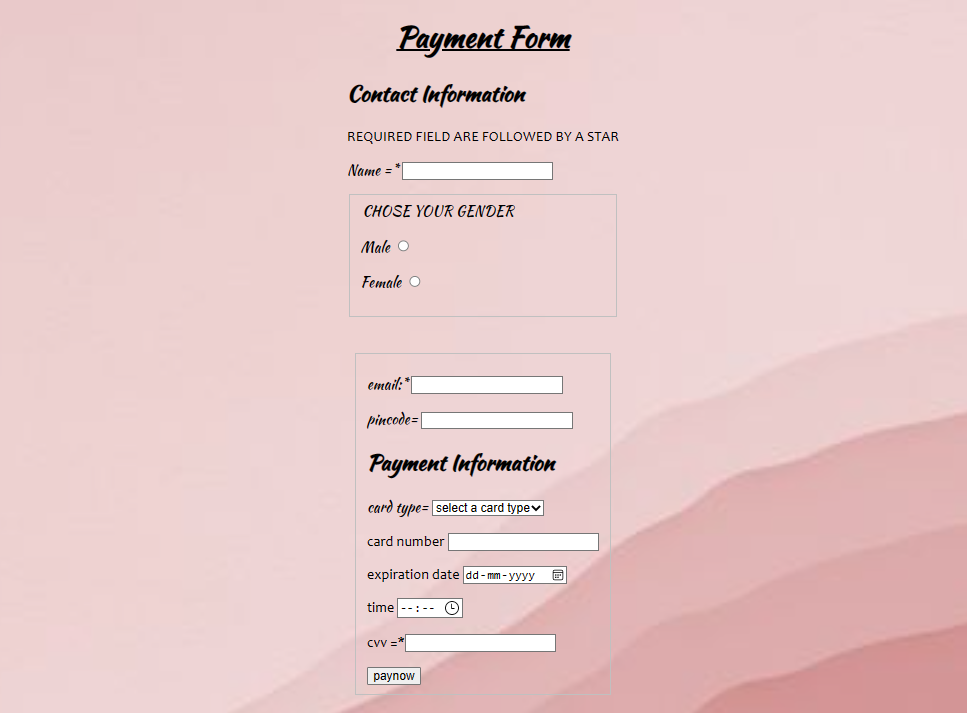 Payment Form
Contact Information
REQUIRED FIELD ARE FOLLOWED BY A STAR
Name =*
CHOSE YOUR GENDER
Male
Female
email:*
pincode=
Payment Information
card type= select a card type
card number
expiration date dd-mm-yyyy
time --:--
cvv =*
paynow